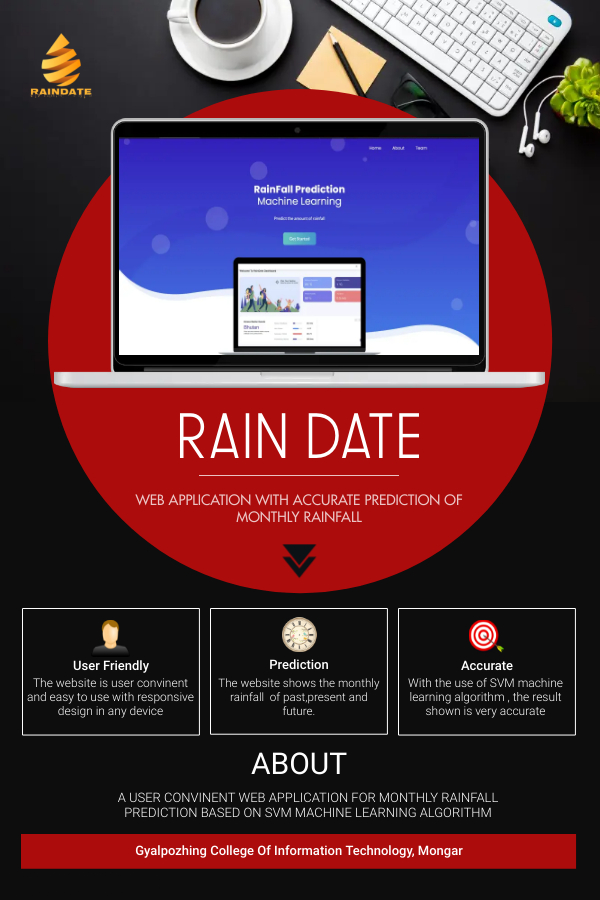 RAINDATE
Home About Team
RainFall Prediction
Machine Learning
Predict the amount of rainfall
Get Started
Bhutan
RAIN DATE
WEB APPLICATION WITH ACCURATE PREDICTION OF
MONTHLY RAINFALL
User Friendly
The website is user convinent
and easy to use with responsive
design in any device
Prediction
The website shows the monthly
rainfall of past,present and
future.
Accurate
With the use of SVM machine
learning algorithm , the result
shown is very accurate
ABOUT
A USER CONVINENT WEB APPLICATION FOR MONTHLY RAINFALL
PREDICTION BASED ON SVM MACHINE LEARNING ALGORITHM
Gyalpozhing College Of Information Technology, Mongar